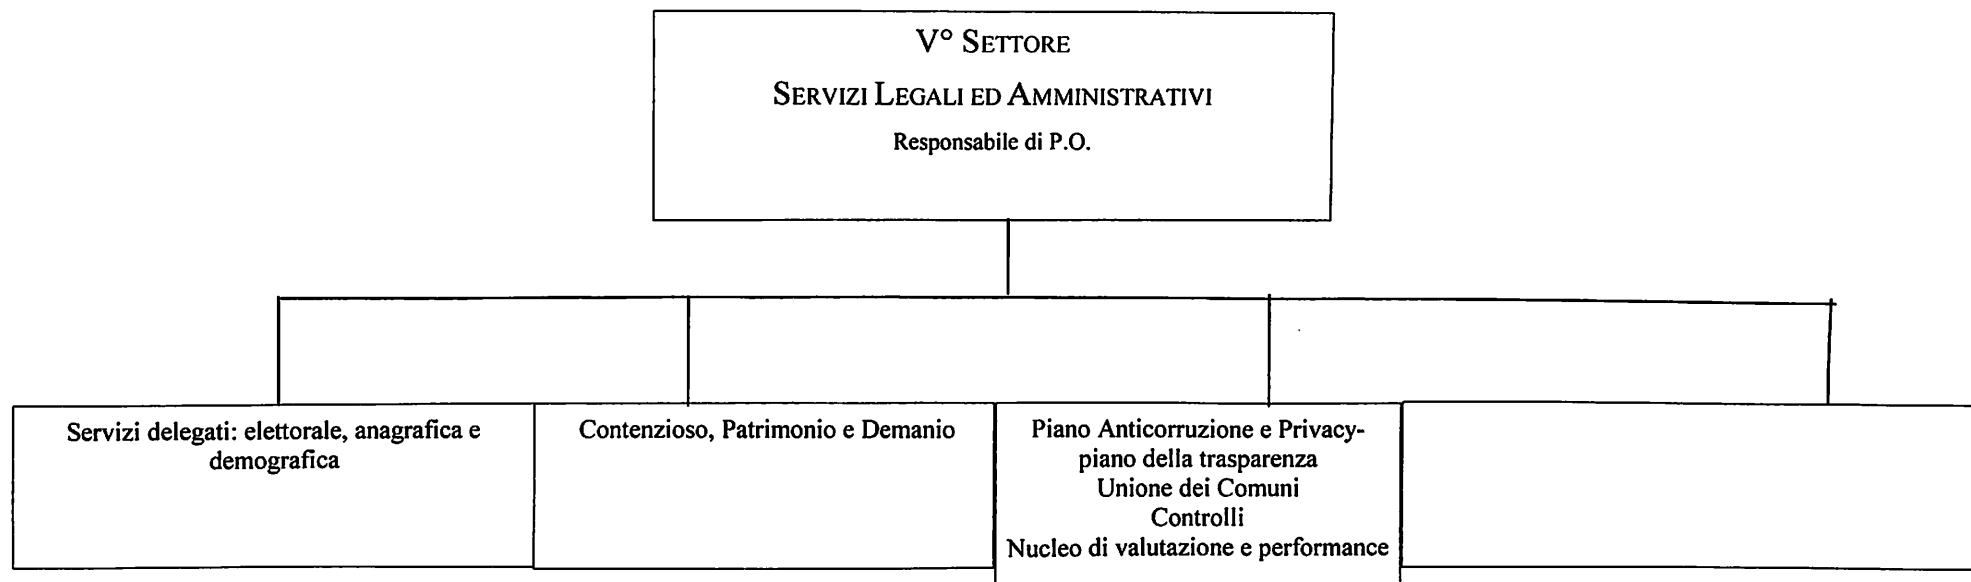 V° SETTORE
SERVIZI LEGALI ED AMMINISTRATIVI
Responsabile di P.O.
Servizi delegati: elettorale, anagrafica e
demografica
Contenzioso, Patrimonio e Demanio
Piano Anticorruzione e Privacy-
piano della trasparenza
Unione dei Comuni
Controlli
Nucleo di valutazione e performance